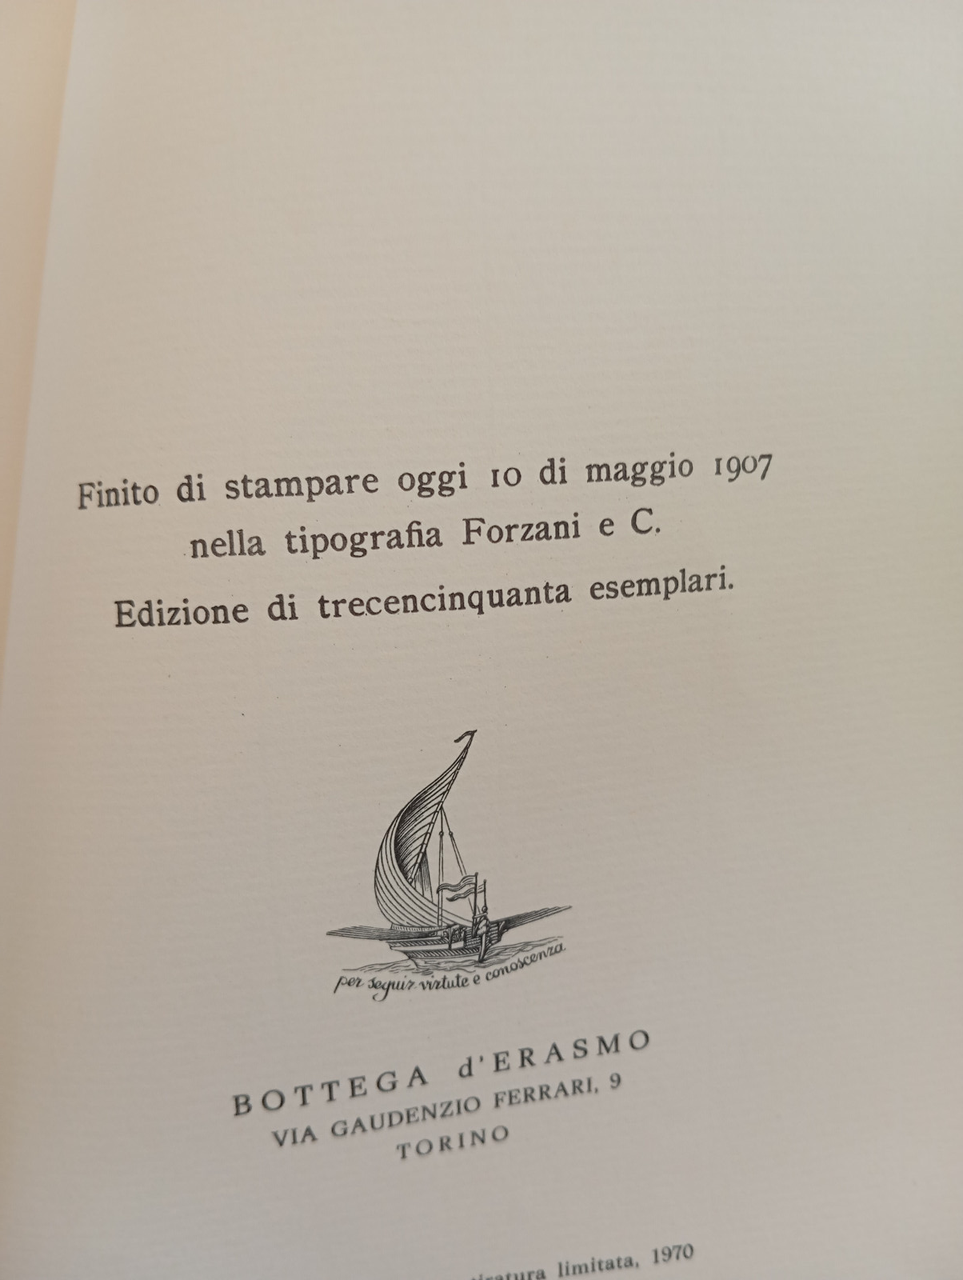 Finito di stampare oggi 10 di maggio 1907
nella tipografia Forzani e C.
Edizione di trecencinquanta esemplari.
per seguir virtute e conoscenza
BOTTEGA d'ERASMO
VIA GAUDENZIO FERRARI, 9
TORINO
limitata, 1970